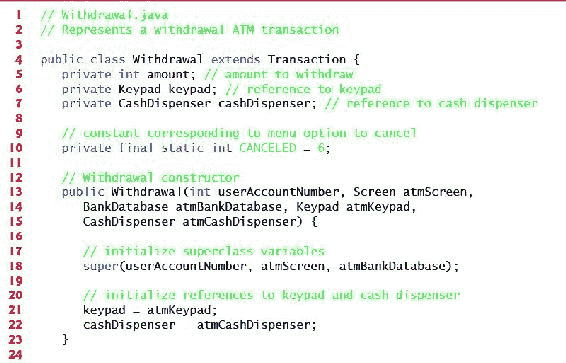 1 // Withdrawal.java
2 // Represents a withdrawal ATM transaction
3
4 public class Withdrawal extends Transaction {
5 private int amount; // amount to withdraw
6 private Keypad keypad; // reference to keypad
7 private CashDispenser cashDispenser; // reference to cash dispenser
8
9 // constant corresponding to menu option to cancel
10 private final static int CANCELED = 6;
11
12 // Withdrawal constructor
13 public Withdrawal(int userAccountNumber, Screen atmScreen,
14 BankDatabase atmBankDatabase, Keypad atmKeypad,
15 CashDispenser atmCashDispenser) {
16
17 // initialize superclass variables
18 super(userAccountNumber, atmScreen, atmBankDatabase);
19
20 // initialize references to keypad and cash dispenser
21 keypad = atmKeypad;
22 cashDispenser = atmCashDispenser;
23 }
24